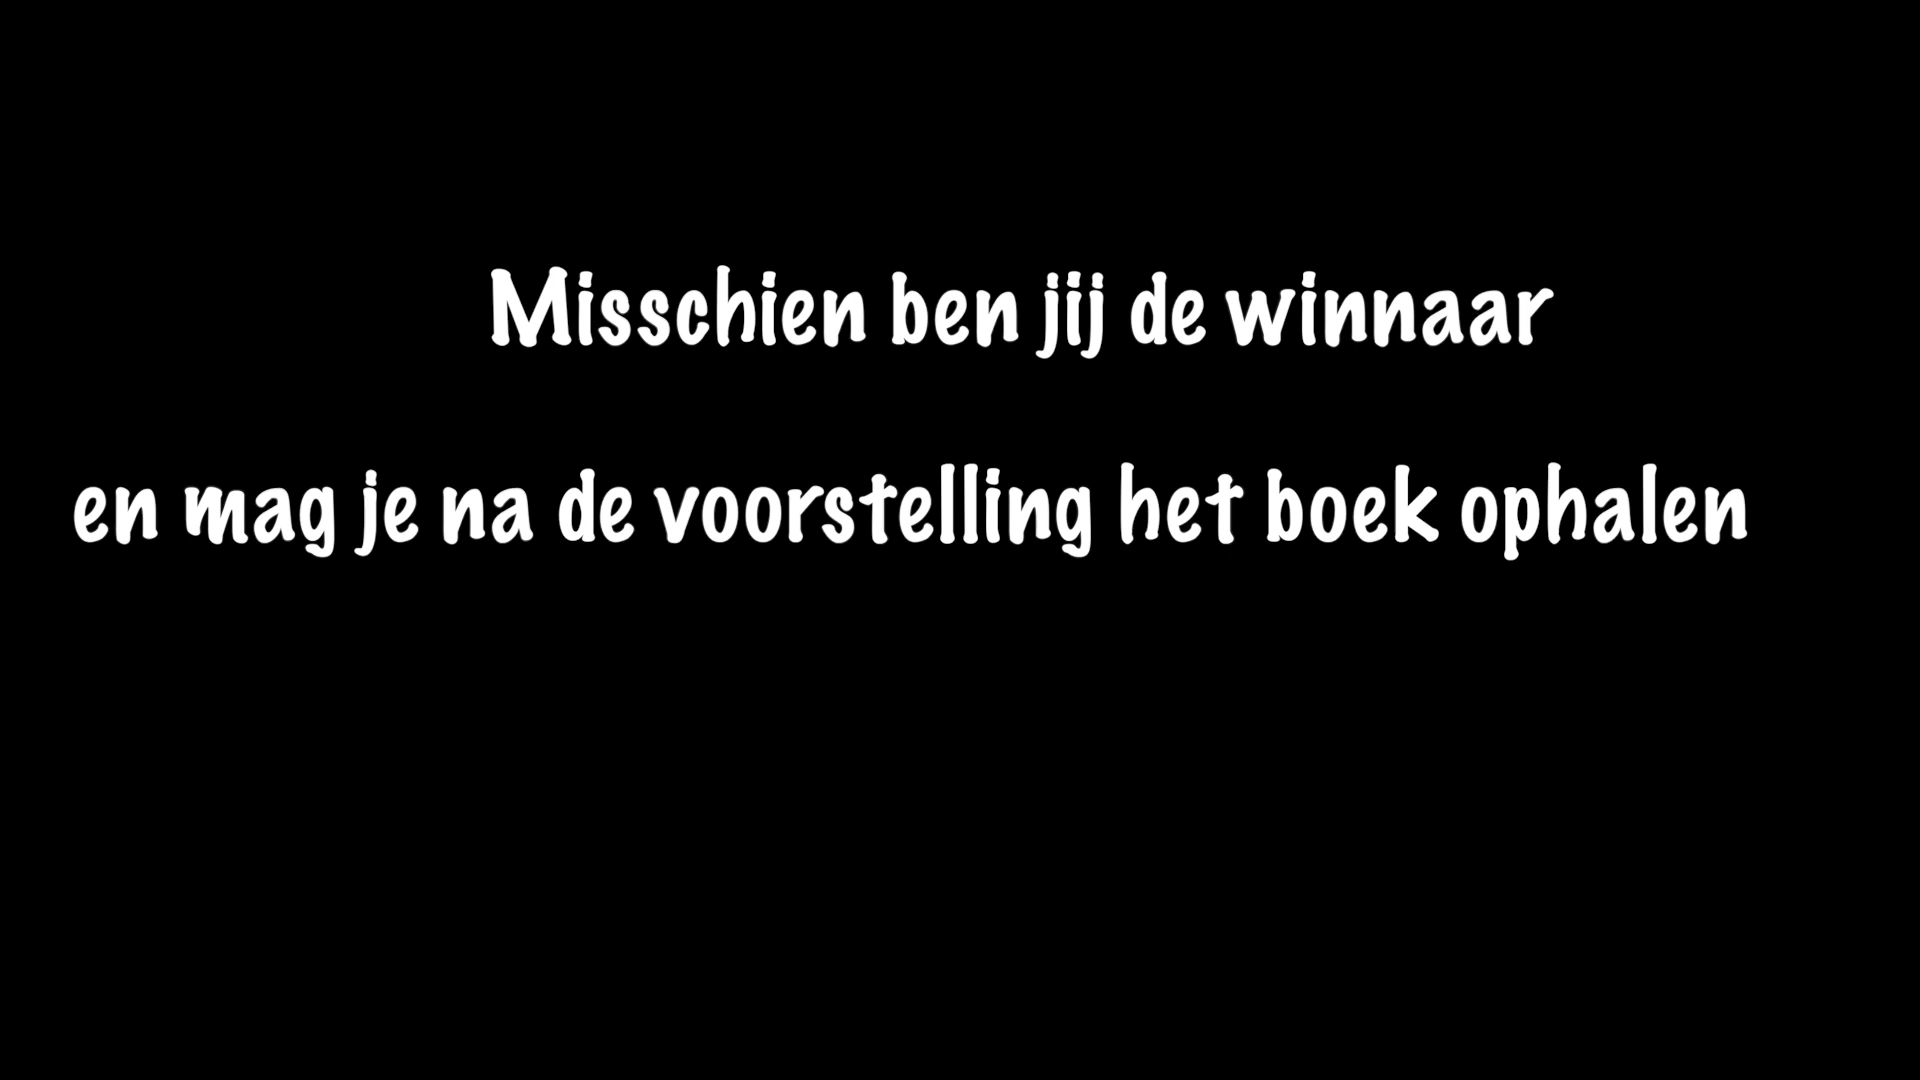 Misschien ben jij de winnaar
en mag je na de voorstelling het boek ophalen